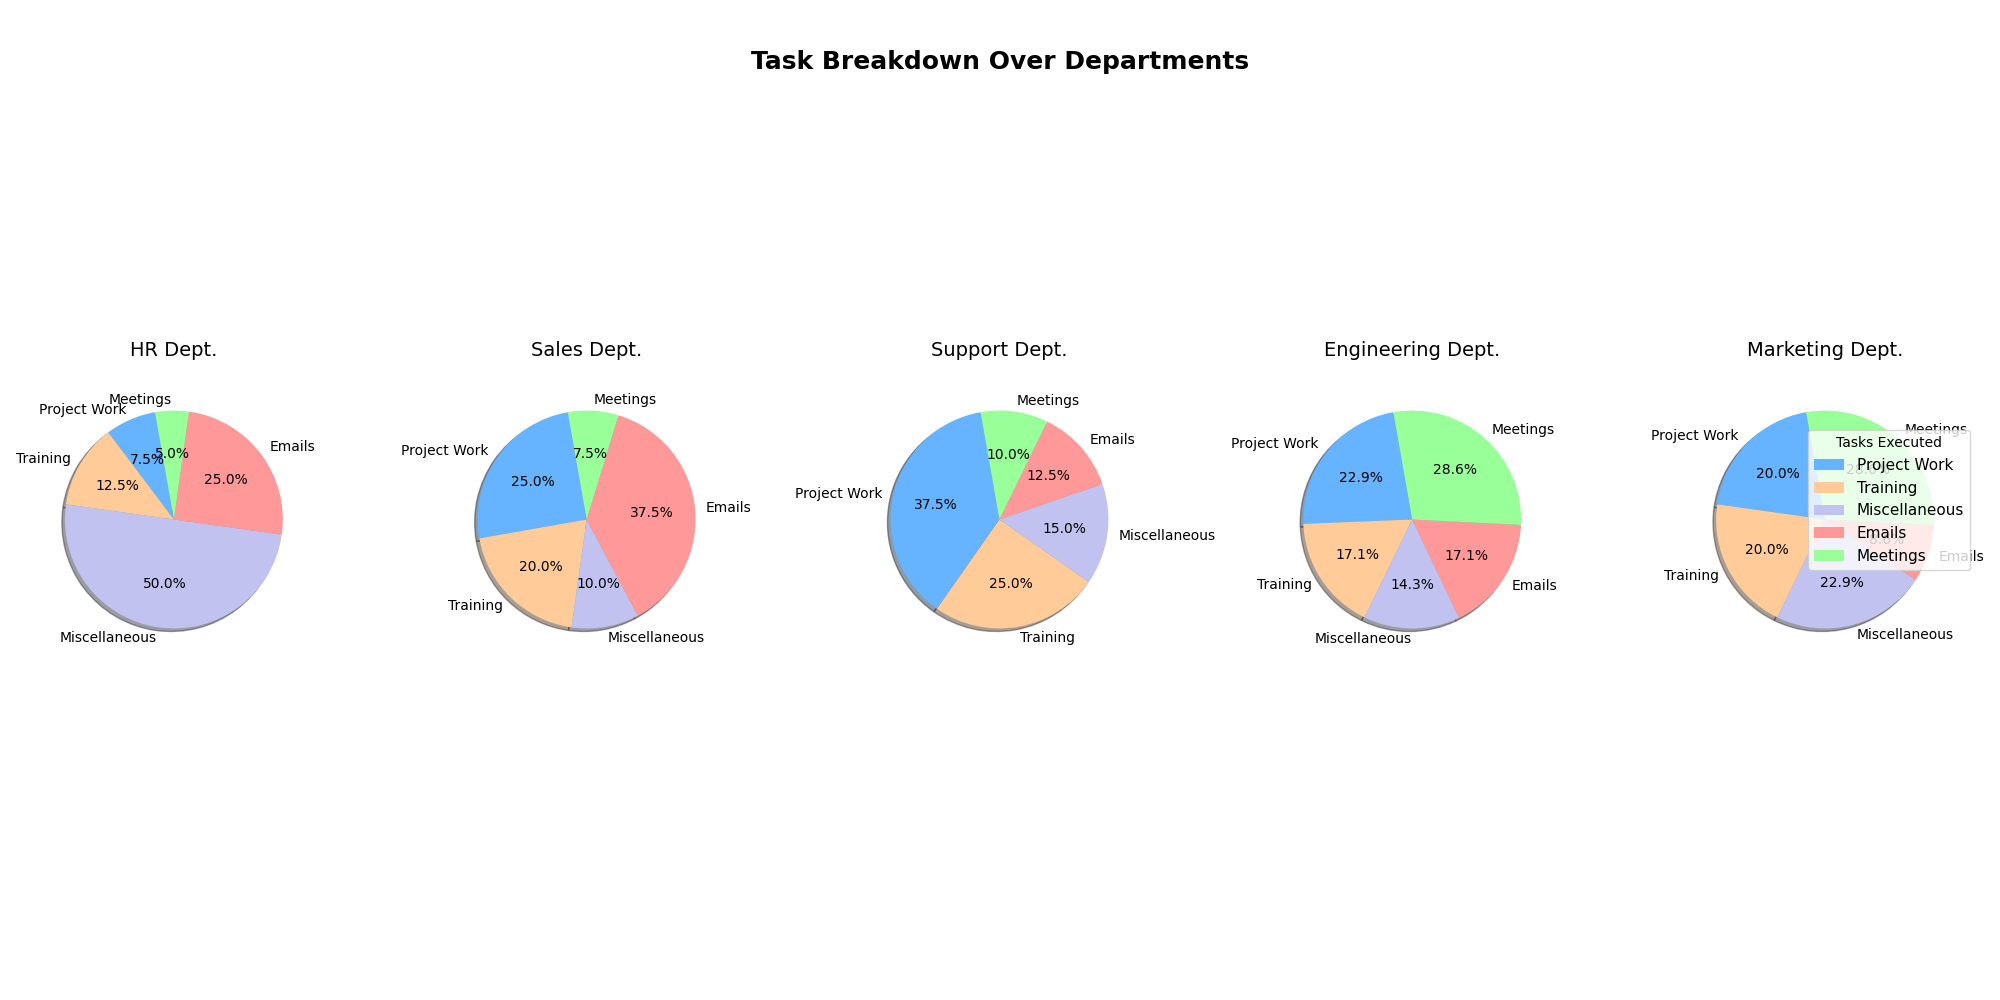 Task Breakdown Over Departments
HR Dept.
Meetings
Project Work
Emails
Training
5.0%
7.5%
25.0%
12.5%
50.0%
Miscellaneous
Sales Dept.
Meetings
Project Work
7.5%
25.0%
Emails
37.5%
20.0%
10.0%
Training
Miscellaneous
Support Dept.
Meetings
Emails
10.0%
12.5%
Project Work
37.5%
15.0%
Miscellaneous
25.0%
Training
Engineering Dept.
Meetings
Project Work
28.6%
22.9%
17.1%
17.1%
Training
14.3%
Emails
Miscellaneous
Marketing Dept.
Meetings
Project Work
20.0%
20.0%
Training
22.9%
Emails
Miscellaneous
Tasks Executed
Project Work
Training
Miscellaneous
Emails
Meetings